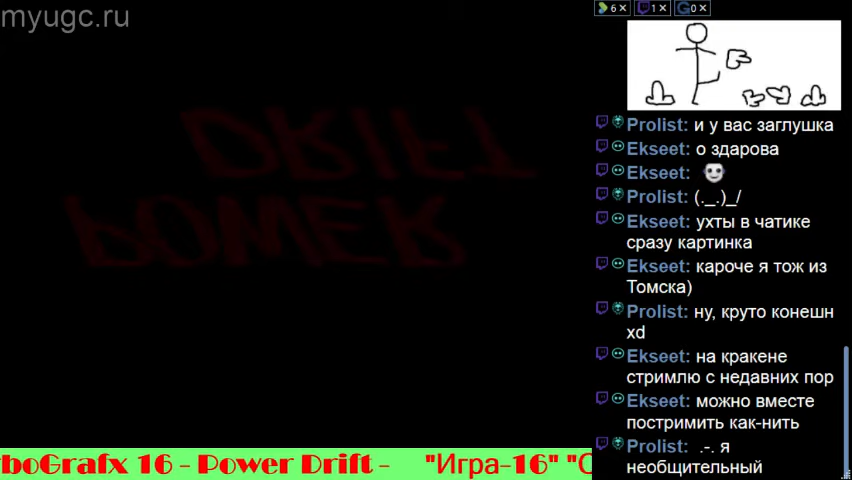 myugc.ru
6 × 1 × 0 ×
DRIFT
POWER
Prolist: и у вас заглушка
Ekseet: о здарова
Ekseet:
Prolist: (._.)_/
Ekseet: ухты в чатике
сразу картинка
Ekseet: кароче я тож из
Томска)
Prolist: ну, круто конешн
xd
Ekseet: на кракене
стримлю с недавних пор
Ekseet: можно вместе
постримить как-нить
Prolist: .-. я
необщительный
boGrafx 16 - Power Drift - "Игра-16" "С